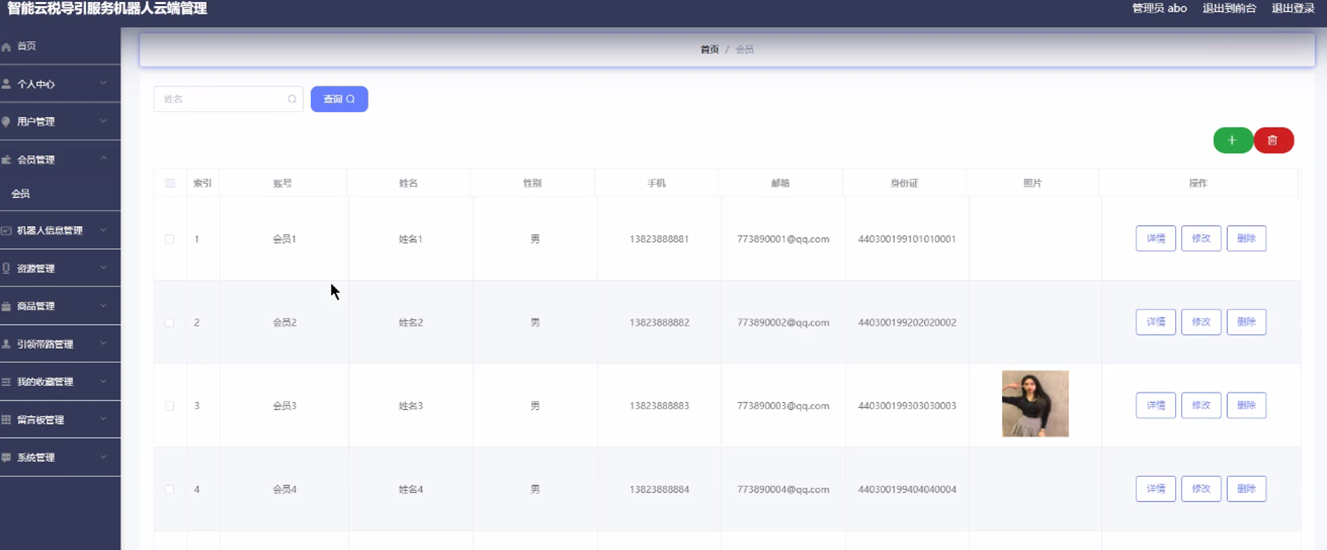 智能云税导引服务机器人云端管理
管理员 abo 退出到前台 退出登录
首页
个人中心
用户管理
会员管理
会员
机器人信息管理
资源管理
商品管理
引领带路管理
我的收藏管理
留言板管理
系统管理
首页 / 会员
姓名 查询
索引 账号 姓名 性别 手机 邮箱 身份证 照片 操作
1 会员1 姓名1 男 13823888881 773890001@qq.com 440300199101010001 详情 修改 删除
2 会员2 姓名2 男 13823888882 773890002@qq.com 440300199202020002 详情 修改 删除
3 会员3 姓名3 男 13823888883 773890003@qq.com 440300199303030003 详情 修改 删除
4 会员4 姓名4 男 13823888884 773890004@qq.com 440300199404040004 详情 修改 删除